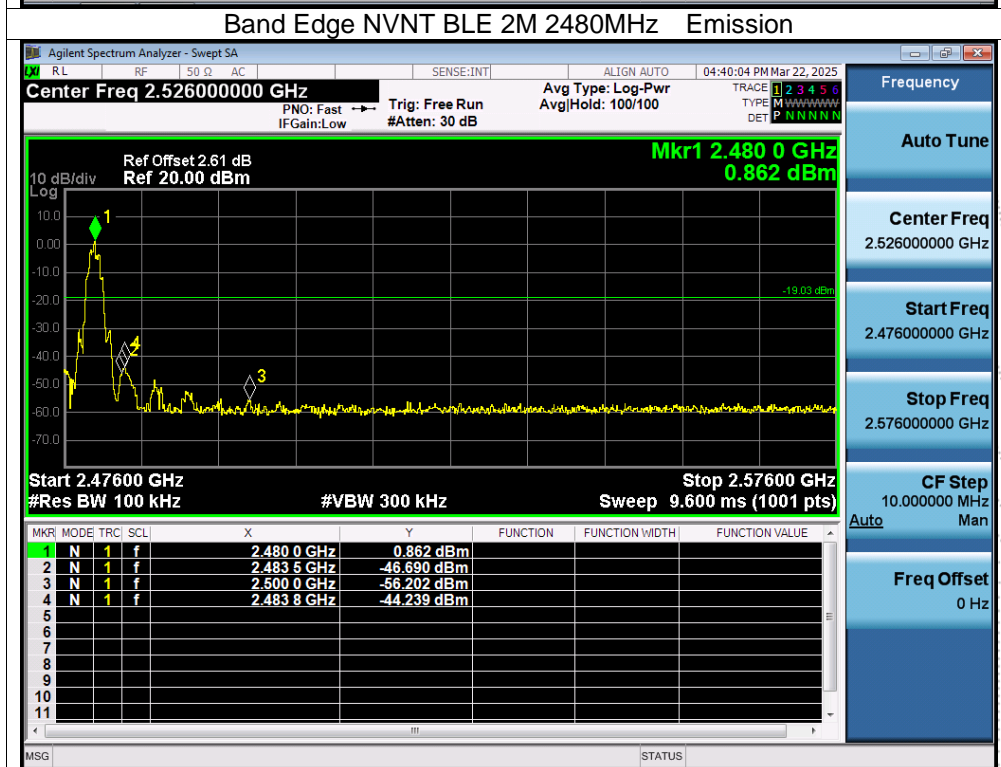 Band Edge NVNT BLE 2M 2480MHz Emission
Agilent Spectrum Analyzer - Swept SA
LXI RL RF 50 Ω AC SENSE:INT ALIGN AUTO 04:40:04 PM Mar 22, 2025
Center Freq 2.526000000 GHz
PNO: Fast
IFGain:Low
Trig: Free Run
#Atten: 30 dB
Avg Type: Log-Pwr
Avg|Hold: 100/100
TRACE 1 2 3 4 5 6
TYPE M WWWWW
DET P N N N N N
Mkr1 2.480 0 GHz
0.862 dBm
Ref Offset 2.61 dB
10 dB/div Ref 20.00 dBm
Log
10.0
0.00
-10.0
-20.0
-30.0
-40.0
-50.0
-60.0
-70.0
1
-19.03 dBm
4
2
3
Start 2.47600 GHz Stop 2.57600 GHz
#Res BW 100 kHz #VBW 300 kHz Sweep 9.600 ms (1001 pts)
MKR MODE TRC SCL X Y FUNCTION FUNCTION WIDTH FUNCTION VALUE
1 N 1 f 2.480 0 GHz 0.862 dBm
2 N 1 f 2.483 5 GHz -46.690 dBm
3 N 1 f 2.500 0 GHz -56.202 dBm
4 N 1 f 2.483 8 GHz -44.239 dBm
5
6
7
8
9
10
11
MSG STATUS
Frequency
Auto Tune
Center Freq
2.526000000 GHz
Start Freq
2.476000000 GHz
Stop Freq
2.576000000 GHz
CF Step
10.000000 MHz
Auto Man
Freq Offset
0 Hz